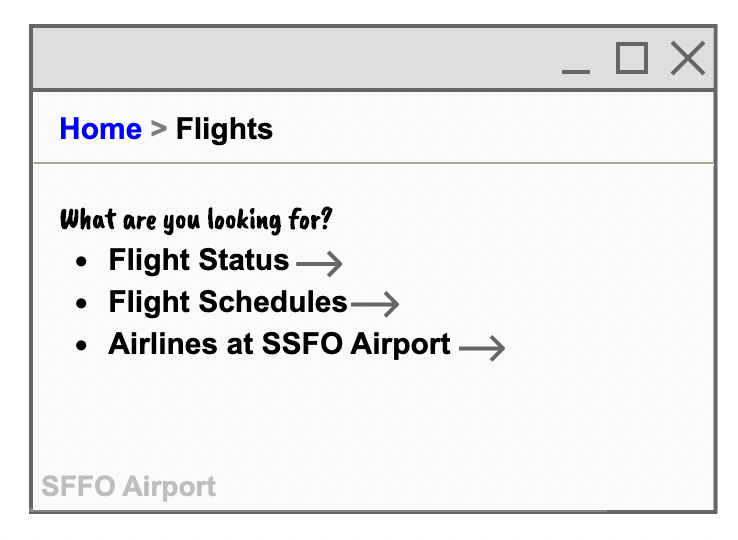 Home > Flights
What are you looking for?
• Flight Status →
• Flight Schedules →
• Airlines at SSFO Airport →
SFFO Airport